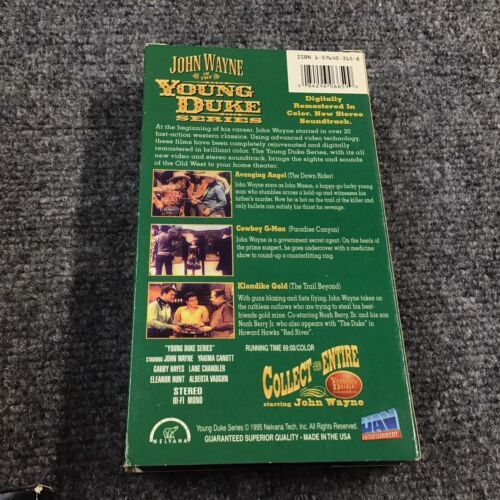 JOHN WAYNE
IN THE
YOUNG
DUKE
SERIES
ISBN 1-57642-313-8
Digitally
Remastered In
Color. New Stereo
Soundtrack.
At the beginning of his career, John Wayne starred in over 20
fast-action western classics. Using advanced video technology,
these films have been completely rejuvenated and digitally
remastered in brilliant color. The Young Duke Series, with its all
new video and stereo soundtrack, brings the sights and sounds
of the Old West to your home theater.
Avenging Angel (The Dawn Rider)
John Wayne stars as John Mason, a happy-go-lucky young
man who stumbles across a hold-up and witnesses his
father's murder. Now he is hot on the trail of the killer and
only bullets can satisfy his thirst for revenge.
Cowboy G-Man (Paradise Canyon)
John Wayne is a government secret agent. On the heels of
the prime suspect, he goes undercover with a medicine
show to round-up a counterfitting ring.
Klondike Gold (The Trail Beyond)
With guns blazing and fists flying, John Wayne takes on
the ruthless outlaws who are trying to steal his best-
friends gold mine. Co-starring Noah Berry, Sr. and his son
Noah Berry Jr. who also appears with "The Duke" in
Howard Hawks "Red River".
"YOUNG DUKE SERIES"
STARRING JOHN WAYNE YAKIMA CANUTT
GABBY HAYES LANE CHANDLER
ELEANOR HUNT ALBERTA VAUGHN
STEREO
HI-FI MONO
RUNNING TIME 69:00/COLOR
COLLECT THE ENTIRE
YOUNG
DUKE
starring John Wayne
NELVANA
Young Duke Series © 1995 Nelvana Tech, Inc. All Rights Reserved.
GUARANTEED SUPERIOR QUALITY • MADE IN THE USA
UAV
ENTERTAINMENT